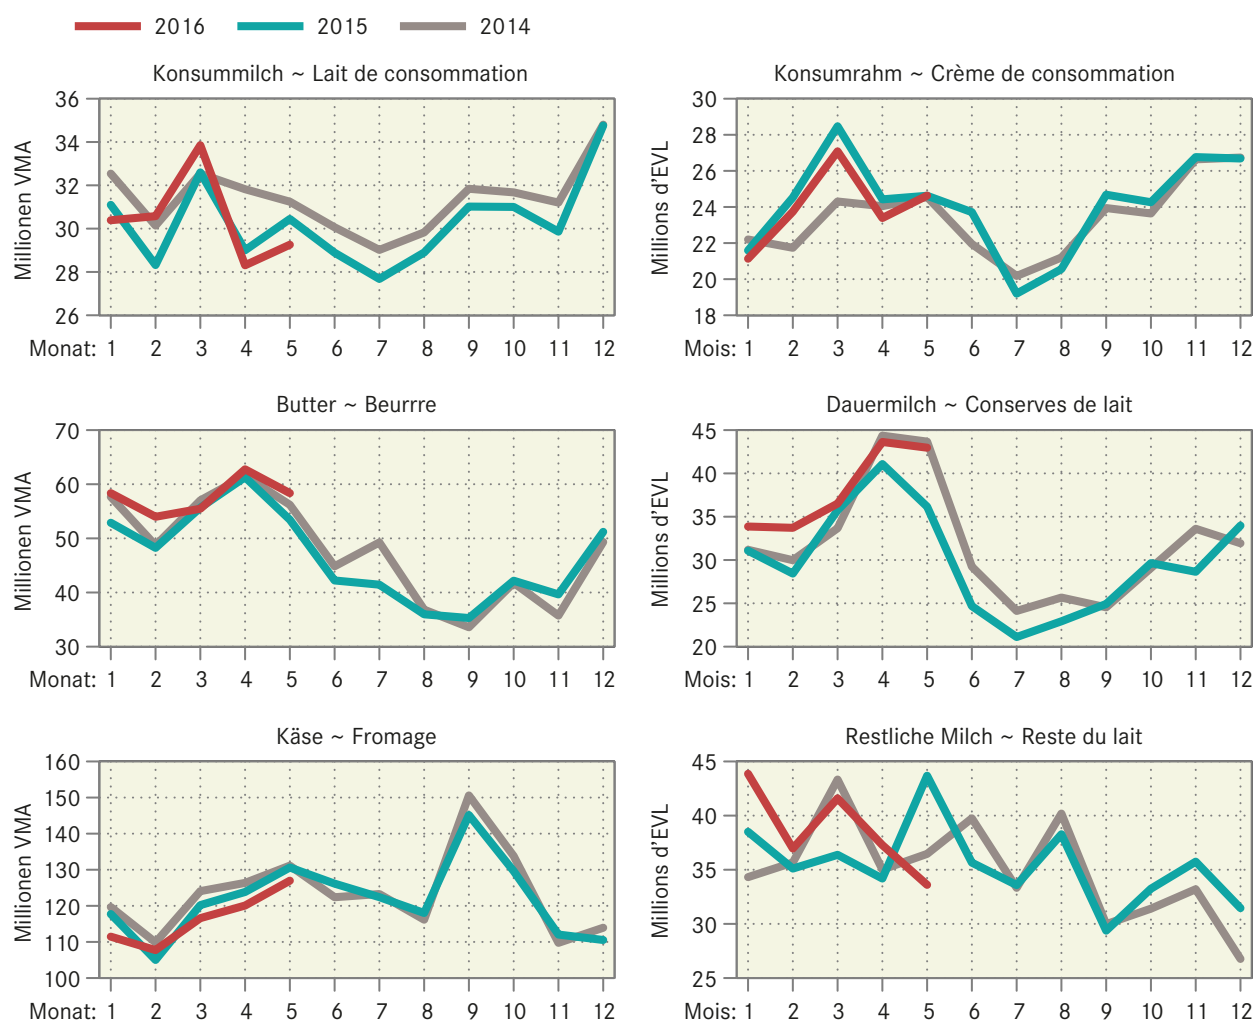 2016 2015 2014
Konsummilch ~ Lait de consommation
Millionen VMA
36
34
32
30
28
26
Monat: 1 2 3 4 5 6 7 8 9 10 11 12
Konsumrahm ~ Crème de consommation
Millions d’EVL
30
28
26
24
22
20
18
Mois: 1 2 3 4 5 6 7 8 9 10 11 12
Butter ~ Beurrre
Millionen VMA
70
60
50
40
30
Monat: 1 2 3 4 5 6 7 8 9 10 11 12
Dauermilch ~ Conserves de lait
Millions d’EVL
45
40
35
30
25
20
Mois: 1 2 3 4 5 6 7 8 9 10 11 12
Käse ~ Fromage
Millionen VMA
160
150
140
130
120
110
100
Monat: 1 2 3 4 5 6 7 8 9 10 11 12
Restliche Milch ~ Reste du lait
Millions d’EVL
45
40
35
30
25
Mois: 1 2 3 4 5 6 7 8 9 10 11 12